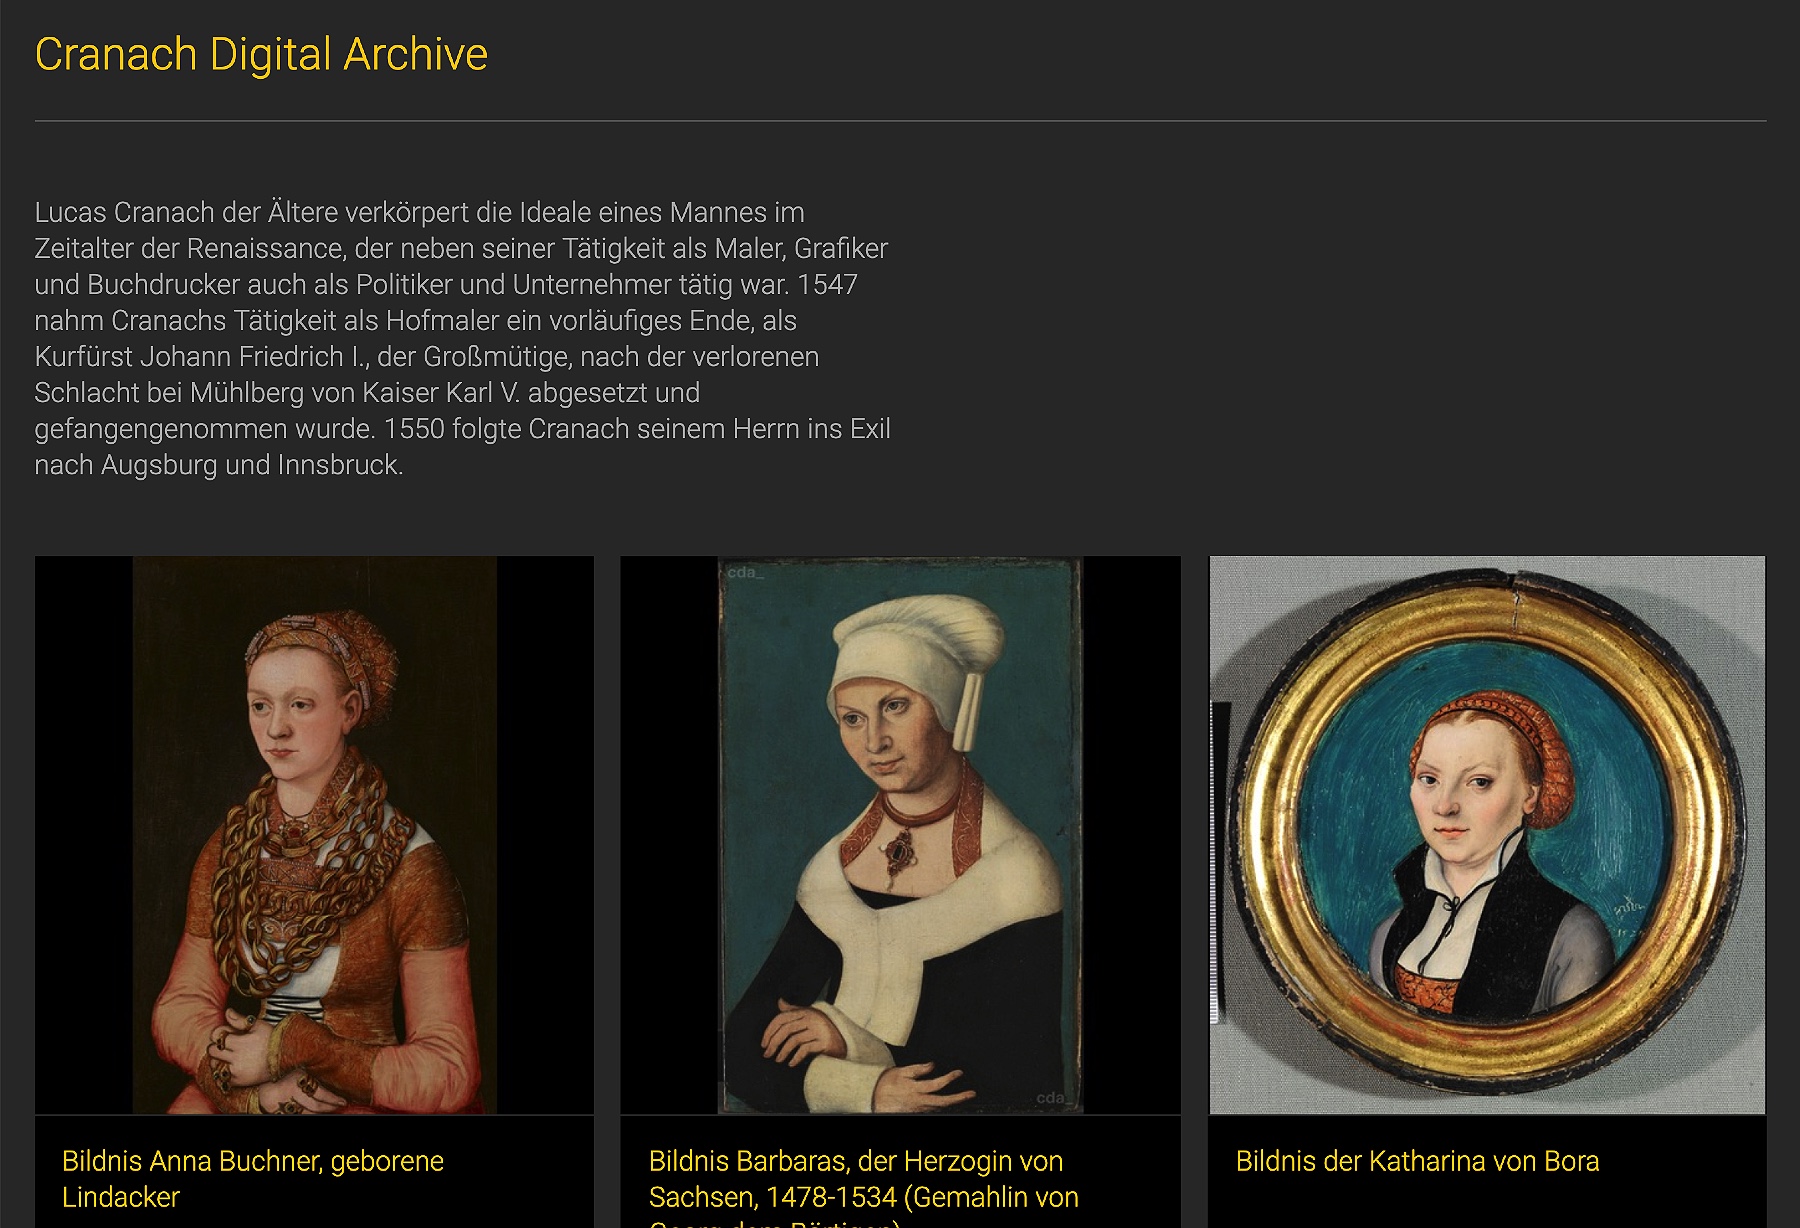 Cranach Digital Archive
Lucas Cranach der Ältere verkörpert die Ideale eines Mannes im
Zeitalter der Renaissance, der neben seiner Tätigkeit als Maler, Grafiker
und Buchdrucker auch als Politiker und Unternehmer tätig war. 1547
nahm Cranachs Tätigkeit als Hofmaler ein vorläufiges Ende, als
Kurfürst Johann Friedrich I., der Großmütige, nach der verlorenen
Schlacht bei Mühlberg von Kaiser Karl V. abgesetzt und
gefangengenommen wurde. 1550 folgte Cranach seinem Herrn ins Exil
nach Augsburg und Innsbruck.
cda_
cda_
Bildnis Anna Buchner, geborene
Lindacker
Bildnis Barbaras, der Herzogin von
Sachsen, 1478-1534 (Gemahlin von
Georg dem Bärtigen)
Bildnis der Katharina von Bora